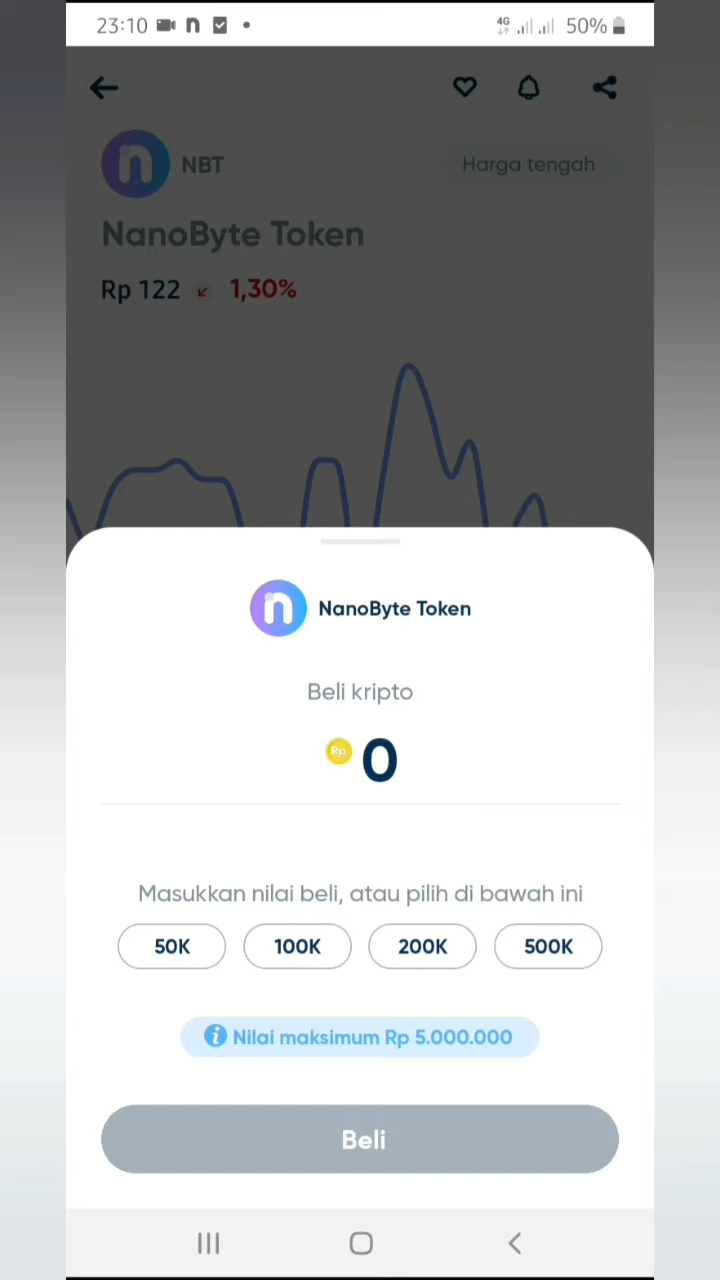 23:10 4G 50%
NBT
Harga tengah
NanoByte Token
Rp 122 1,30%
NanoByte Token
Beli kripto
Rp 0
Masukkan nilai beli, atau pilih di bawah ini
50K 100K 200K 500K
Nilai maksimum Rp 5.000.000
Beli